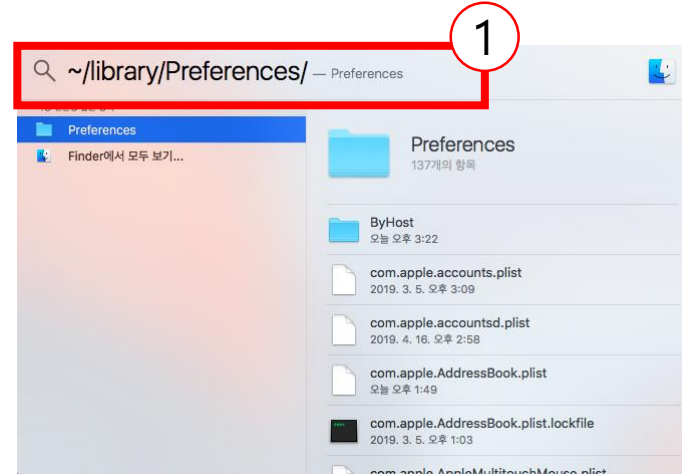 1
~/library/Preferences/ — Preferences
Preferences
Finder에서 모두 보기...
Preferences
137개의 항목
ByHost
오늘 오후 3:22
com.apple.accounts.plist
2019. 3. 5. 오후 3:09
com.apple.accountsd.plist
2019. 4. 16. 오후 2:58
com.apple.AddressBook.plist
오늘 오후 1:49
com.apple.AddressBook.plist.lockfile
2019. 3. 5. 오후 1:03
com.apple.AppleMultitouchMouse.plist